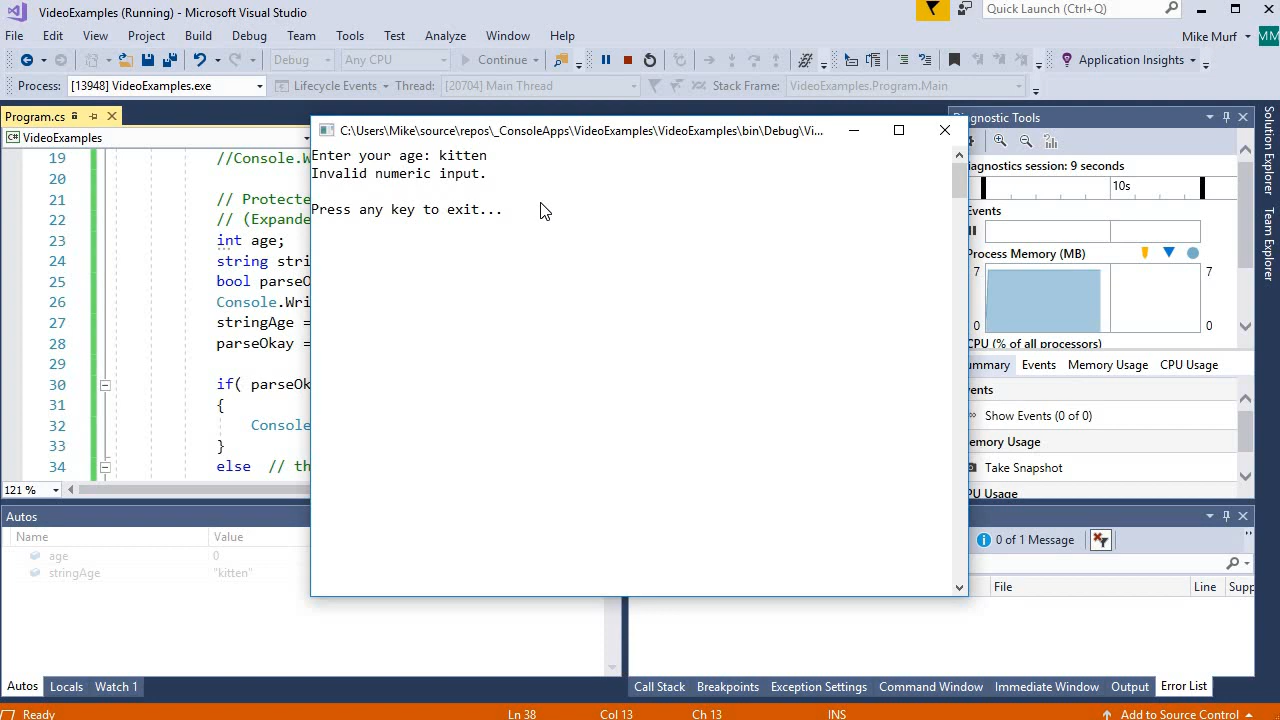 VideoExamples (Running) - Microsoft Visual Studio
Quick Launch (Ctrl+Q)
File Edit View Project Build Debug Team Tools Test Analyze Window Help
Mike Murf MM
Debug Any CPU Continue Application Insights
Process: [13948] VideoExamples.exe Lifecycle Events Thread: [20704] Main Thread Stack Frame: VideoExamples.Program.Main
Program.cs
VideoExamples
C:\Users\Mike\source\repos\_ConsoleApps\VideoExamples\VideoExamples\bin\Debug\Vi...
Enter your age: kitten
Invalid numeric input.
Press any key to exit...
19 //Console.W
20
21 // Protecte
22 // (Expande
23 int age;
24 string stri
25 bool parseO
26 Console.Wri
27 stringAge =
28 parseOkay =
29
30 if( parseOk
31 {
32 Console
33 }
34 else // th
121 %
Diagnostic Tools
iagnostics session: 9 seconds
10s
Events
Process Memory (MB)
7 7
0 0
CPU (% of all processors)
ummary Events Memory Usage CPU Usage
vents
Show Events (0 of 0)
emory Usage
Take Snapshot
PU Usage
Solution Explorer
Team Explorer
Autos
Name Value
age 0
stringAge "kitten"
Autos Locals Watch 1
0 of 1 Message
File Line Supp
Call Stack Breakpoints Exception Settings Command Window Immediate Window Output Error List
Ready Ln 38 Col 13 Ch 13 INS Add to Source Control